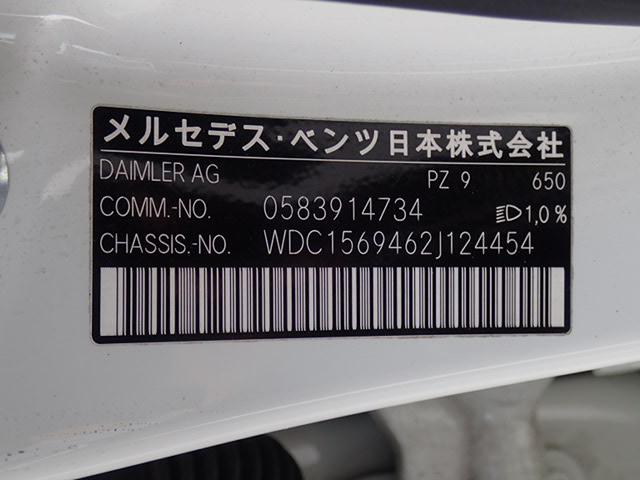 メルセデス・ベンツ日本株式会社
DAIMLER AG PZ 9 650
COMM.-NO. 0583914734 1,0 %
CHASSIS.-NO. WDC1569462J124454